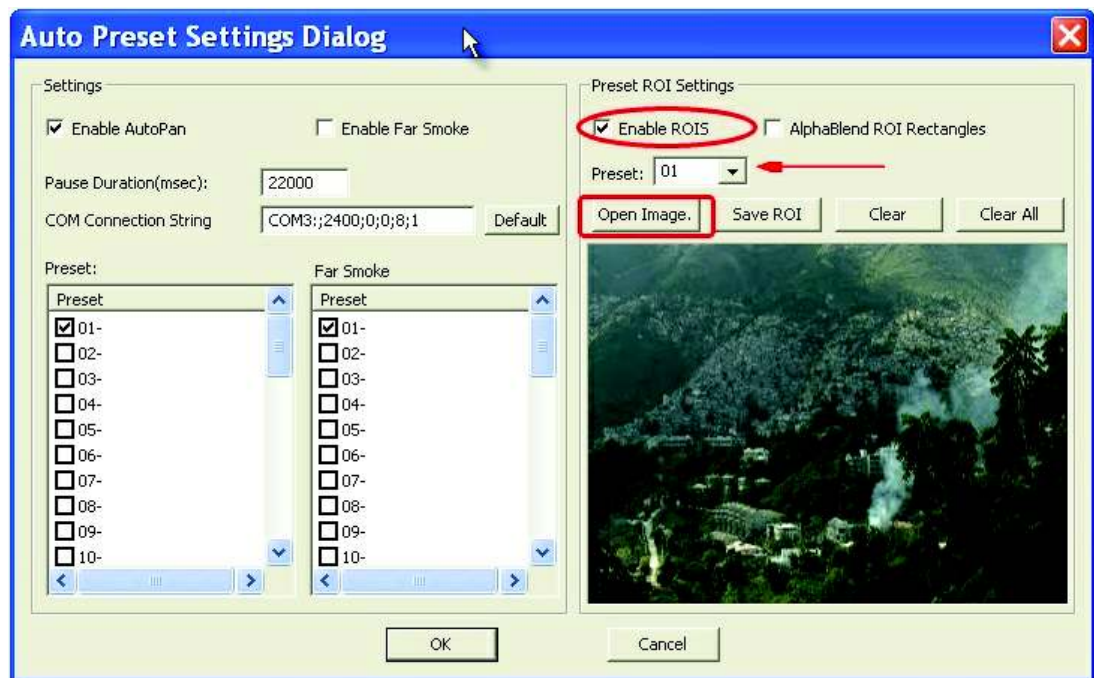 Auto Preset Settings Dialog
Settings
Enable AutoPan
Enable Far Smoke
Pause Duration(msec):
22000
COM Connection String
COM3:;2400;0;0;8;1
Default
Preset:
Preset
01-
02-
03-
04-
05-
06-
07-
08-
09-
10-
Far Smoke
Preset
01-
02-
03-
04-
05-
06-
07-
08-
09-
10-
Preset ROI Settings
Enable ROIS
AlphaBlend ROI Rectangles
Preset:
01
Open Image.
Save ROI
Clear
Clear All
OK
Cancel